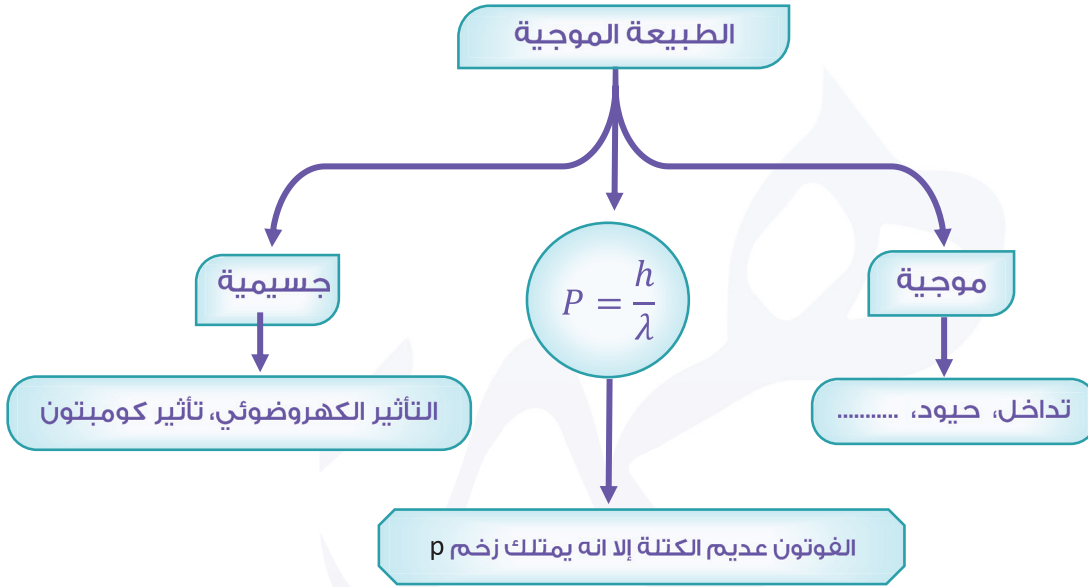 الطبيعة الموجية
موجية
P = h/λ
جسيمية
تداخل، حيود، ...........
التأثير الكهروضوئي، تأثير كومبتون
الفوتون عديم الكتلة إلا انه يمتلك زخم p